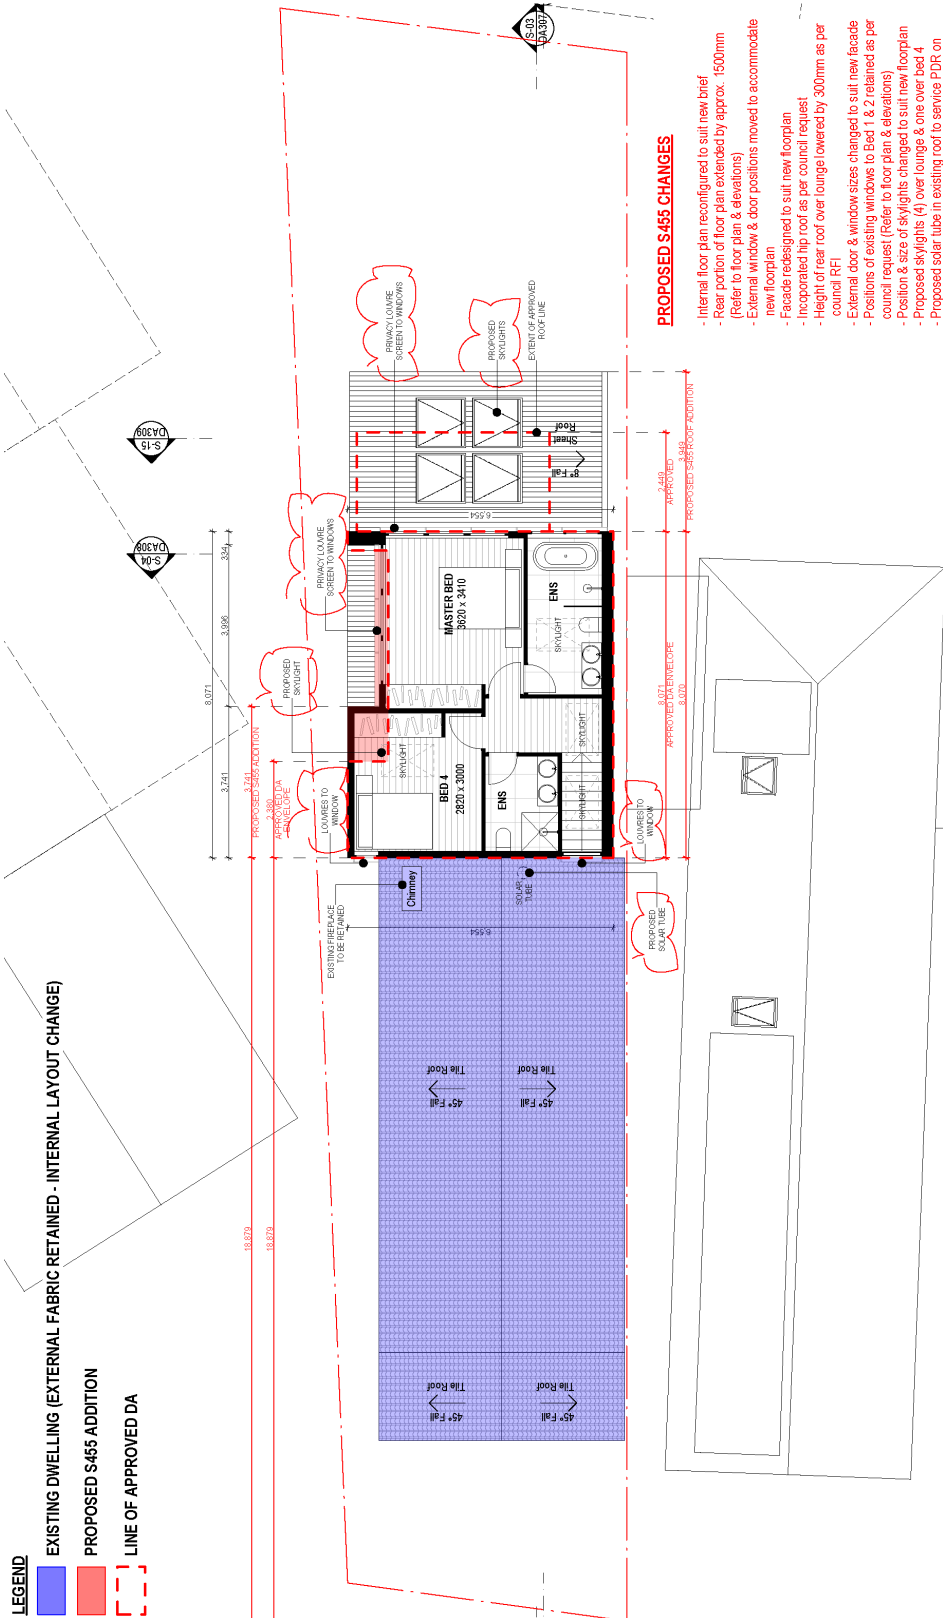 LEGEND
EXISTING DWELLING (EXTERNAL FABRIC RETAINED - INTERNAL LAYOUT CHANGE)
PROPOSED S455 ADDITION
LINE OF APPROVED DA
18,879
18,879
S-15
DA309
S-04
DA308
S-03
DA307
8,071
3,741
3,996
334
3,741
PROPOSED S455 ADDITION
2,380
APPROVED DA
ENVELOPE
LOUVRES TO
WINDOW
PROPOSED
SKYLIGHT
PRIVACY LOUVRE
SCREEN TO WINDOWS
PRIVACY LOUVRE
SCREEN TO WINDOWS
PROPOSED
SKYLIGHTS
EXTENT OF APPROVED
ROOF LINE
EXISTING FIREPLACE
TO BE RETAINED
Chimney
SKYLIGHT
BED 4
2820 x 3000
MASTER BED
3620 x 3410
ENS
ENS
SKYLIGHT
SKYLIGHT
SKYLIGHT
6,554
8° Fall
Sheet
Roof
SOLAR
TUBE
6,554
LOUVRES TO
WINDOW
PROPOSED
SOLAR TUBE
8,071
APPROVED DA ENVELOPE
8,070
2,449
APPROVED
3,949
PROPOSED S455 ROOF ADDITION
45° Fall
Tile Roof
45° Fall
Tile Roof
45° Fall
Tile Roof
45° Fall
Tile Roof
PROPOSED S455 CHANGES
- Internal floor plan reconfigured to suit new brief
- Rear portion of floor plan extended by approx. 1500mm
(Refer to floor plan & elevations)
- External window & door positions moved to accommodate
new floorplan
- Facade redesigned to suit new floorplan
- Incoporated hip roof as per council request
- Height of rear roof over lounge lowered by 300mm as per
council RFI
- External door & window sizes changed to suit new facade
- Positions of existing windows to Bed 1 & 2 retained as per
council request (Refer to floor plan & elevations)
- Position & size of skylights changed to suit new floorplan
- Proposed skylights (4) over lounge & one over bed 4
- Proposed solar tube in existing roof to service PDR on